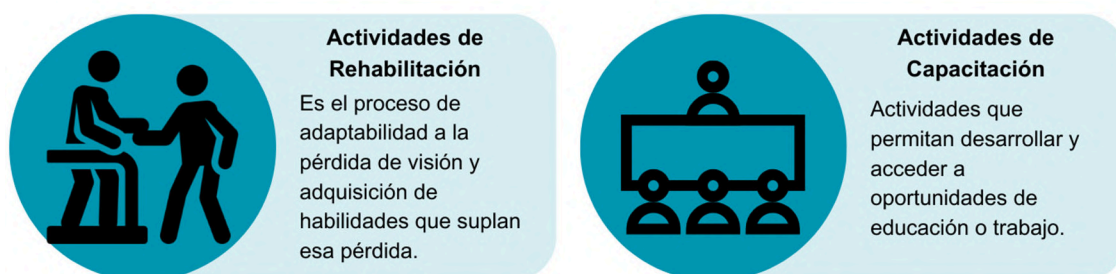 Actividades de
Rehabilitación
Es el proceso de
adaptabilidad a la
pérdida de visión y
adquisición de
habilidades que suplan
esa pérdida.
Actividades de
Capacitación
Actividades que
permitan desarrollar y
acceder a
oportunidades de
educación o trabajo.